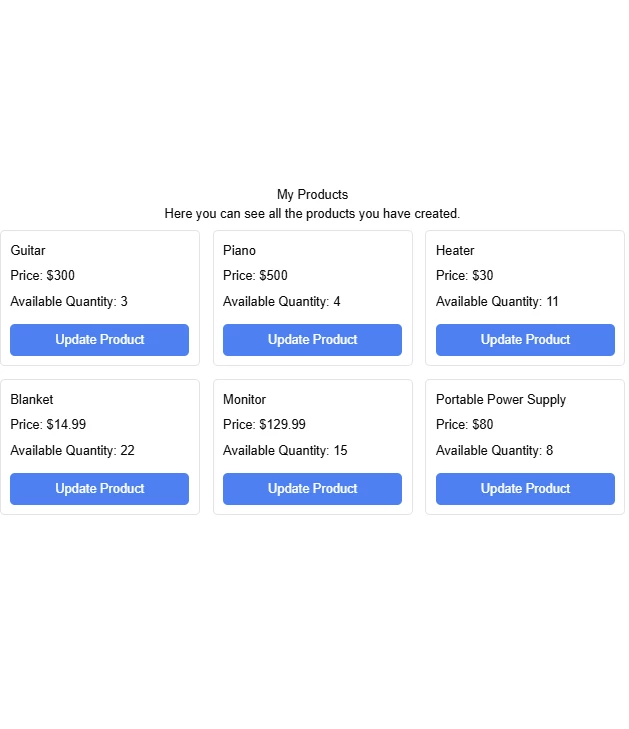 My Products
Here you can see all the products you have created.
Guitar
Price: $300
Available Quantity: 3
Update Product
Piano
Price: $500
Available Quantity: 4
Update Product
Heater
Price: $30
Available Quantity: 11
Update Product
Blanket
Price: $14.99
Available Quantity: 22
Update Product
Monitor
Price: $129.99
Available Quantity: 15
Update Product
Portable Power Supply
Price: $80
Available Quantity: 8
Update Product